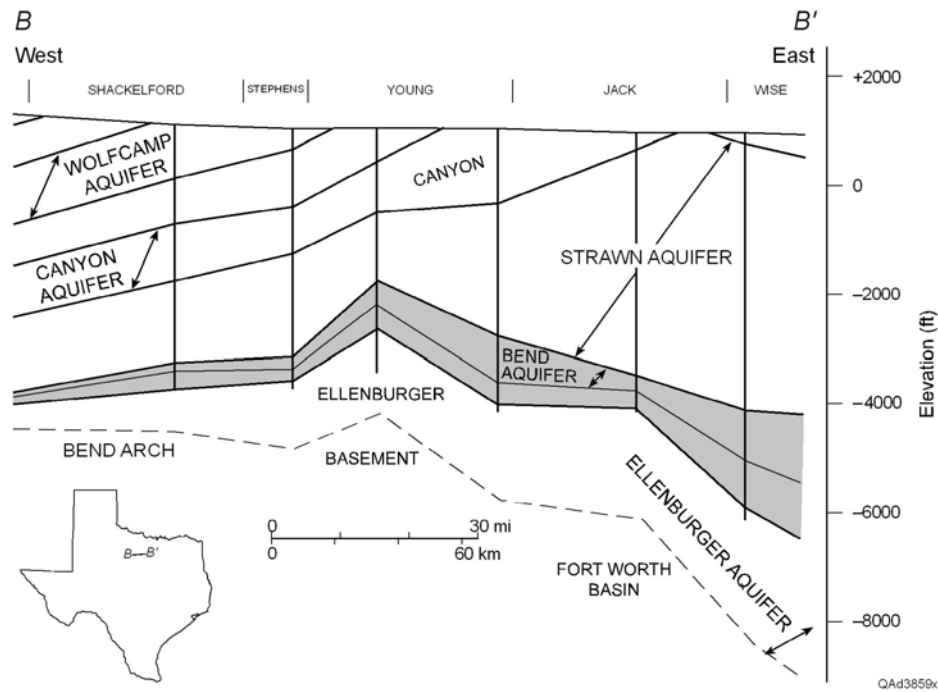 B B'
West East
SHACKELFORD STEPHENS YOUNG JACK WISE
+2000
WOLFCAMP
AQUIFER
CANYON
0
STRAWN AQUIFER
CANYON
AQUIFER
–2000
Elevation (ft)
BEND
AQUIFER
ELLENBURGER
–4000
BEND ARCH
BASEMENT
ELLENBURGER AQUIFER
–6000
0 30 mi
0 60 km
B B'
FORT WORTH
BASIN
–8000
QAd3859x